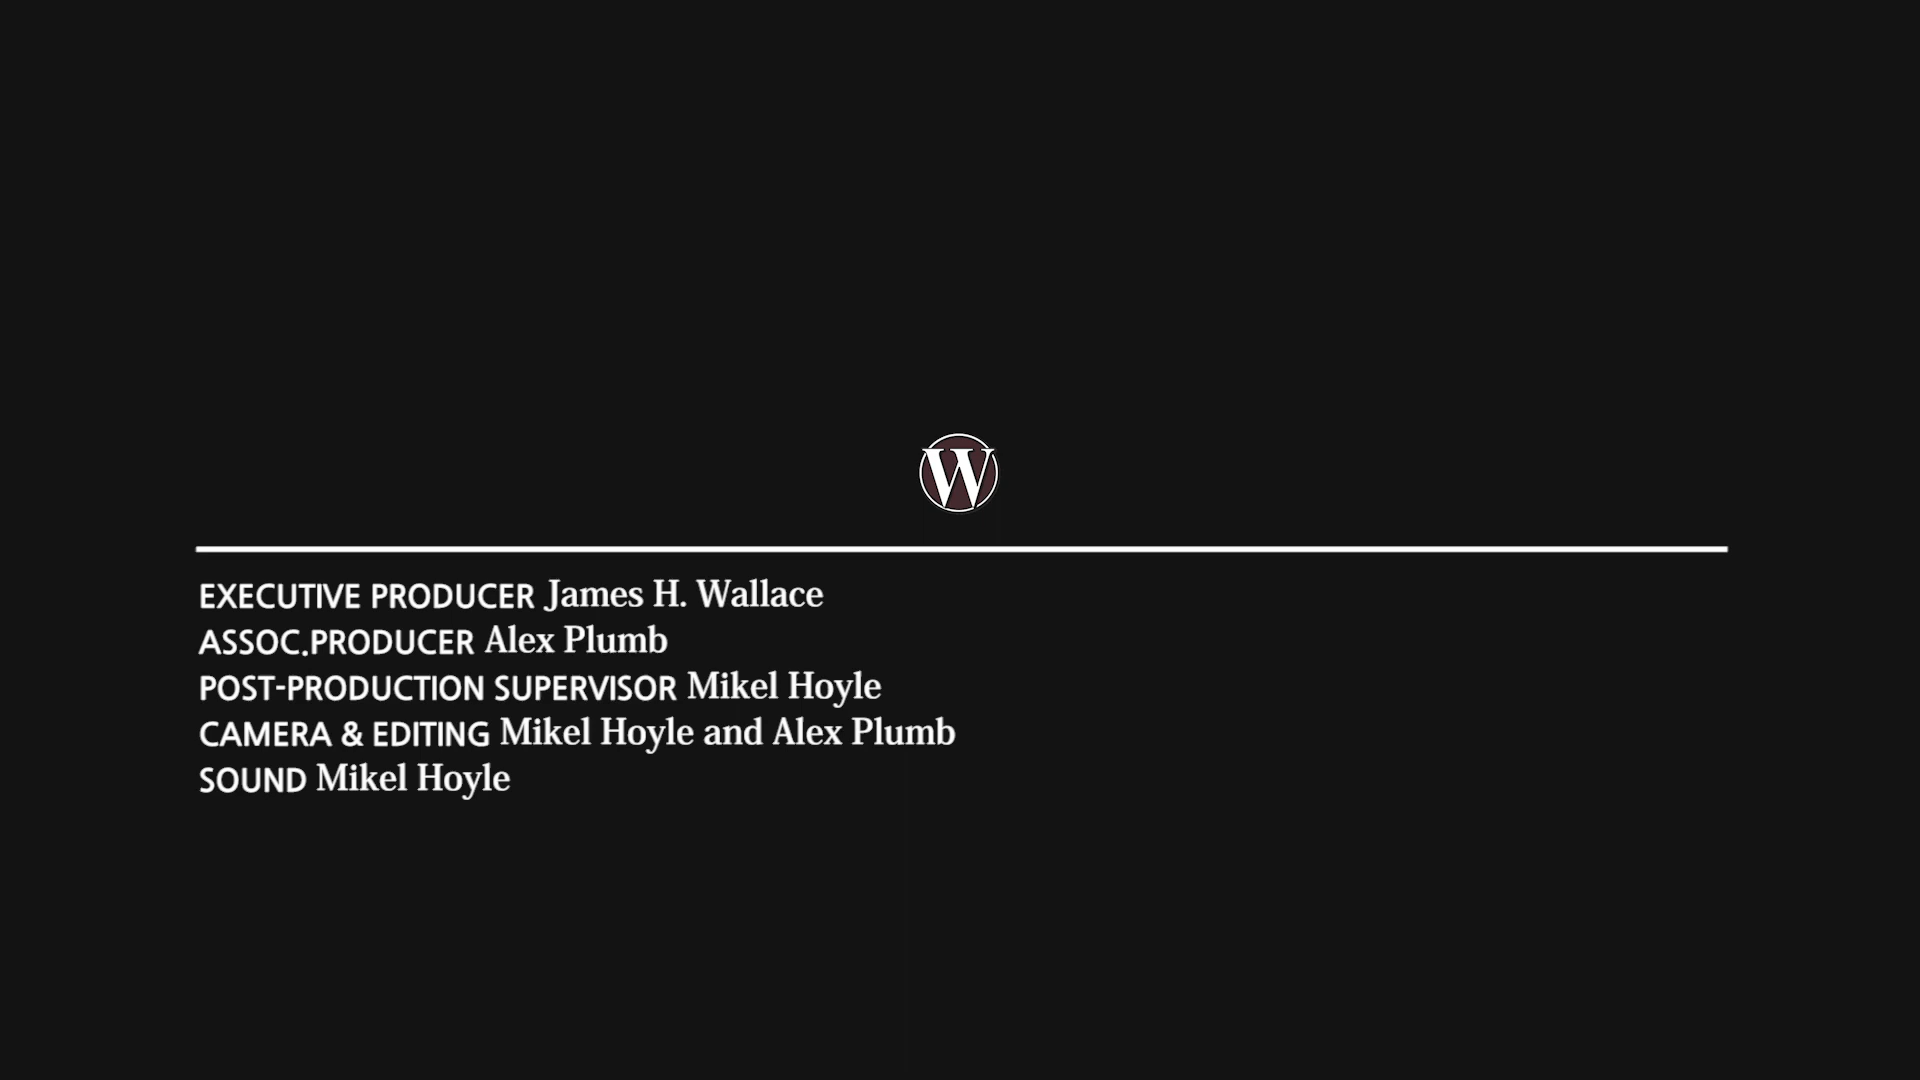 W
EXECUTIVE PRODUCER James H. Wallace
ASSOC.PRODUCER Alex Plumb
POST-PRODUCTION SUPERVISOR Mikel Hoyle
CAMERA & EDITING Mikel Hoyle and Alex Plumb
SOUND Mikel Hoyle